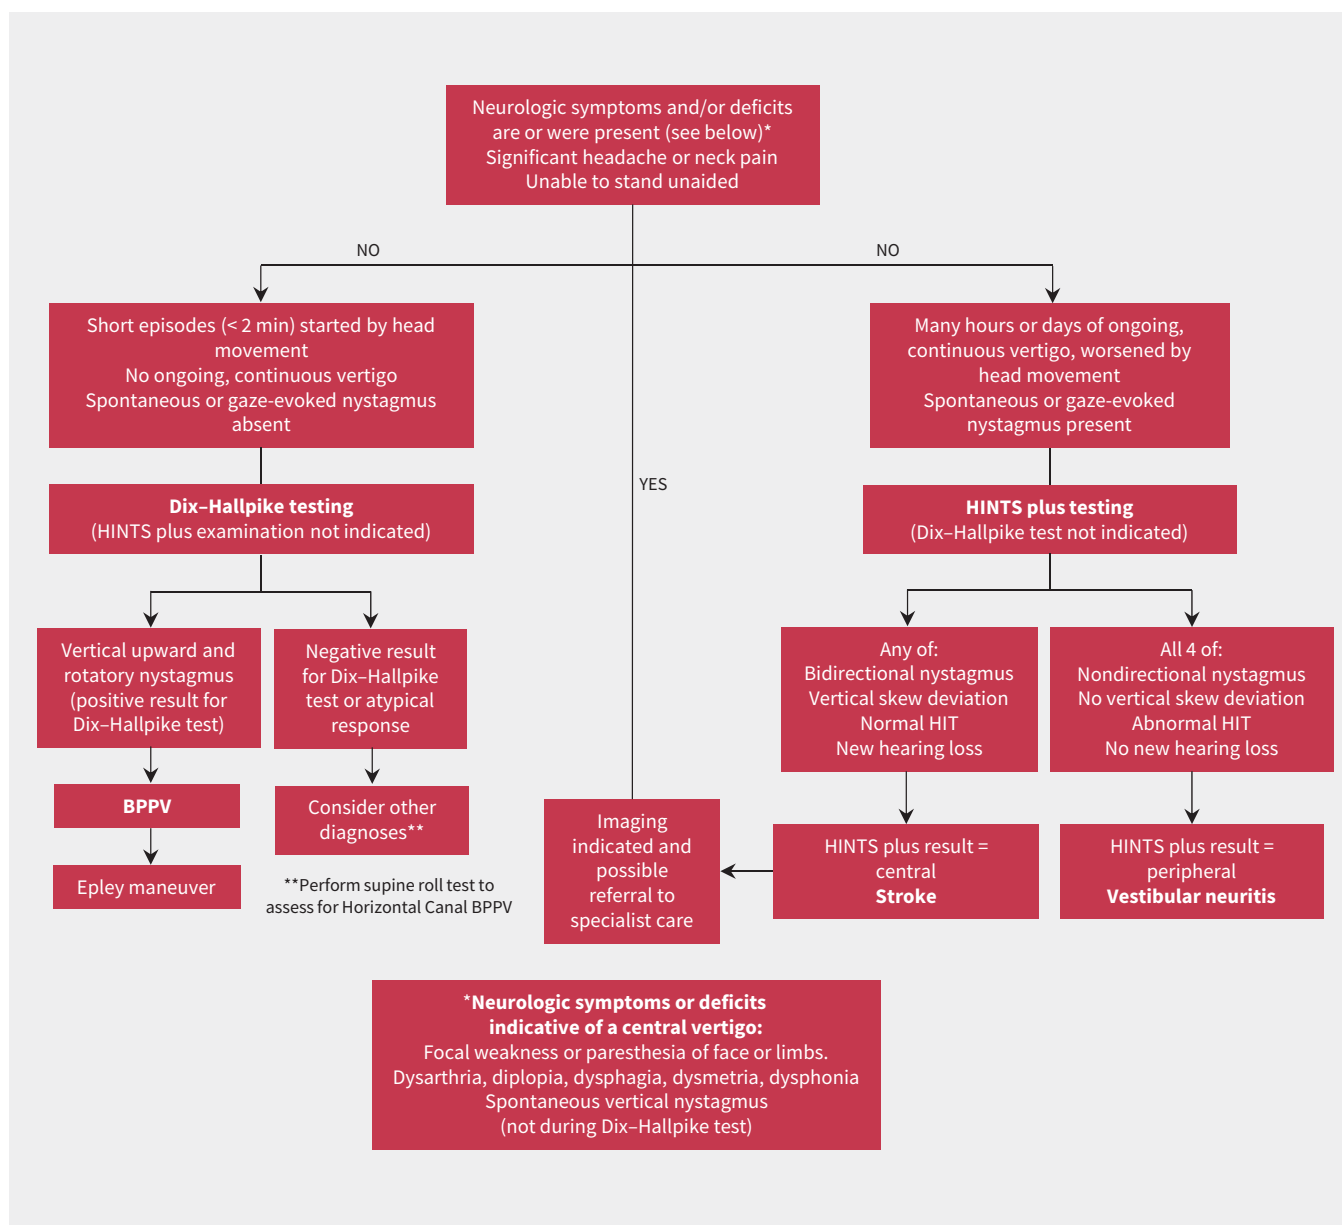 Neurologic symptoms and/or deficits
are or were present (see below)*
Significant headache or neck pain
Unable to stand unaided
NO
NO
Short episodes (< 2 min) started by head
movement
No ongoing, continuous vertigo
Spontaneous or gaze-evoked nystagmus
absent
Many hours or days of ongoing,
continuous vertigo, worsened by
head movement
Spontaneous or gaze-evoked
nystagmus present
YES
Dix–Hallpike testing
(HINTS plus examination not indicated)
HINTS plus testing
(Dix–Hallpike test not indicated)
Vertical upward and
rotatory nystagmus
(positive result for
Dix–Hallpike test)
Negative result
for Dix–Hallpike
test or atypical
response
Any of:
Bidirectional nystagmus
Vertical skew deviation
Normal HIT
New hearing loss
All 4 of:
Nondirectional nystagmus
No vertical skew deviation
Abnormal HIT
No new hearing loss
BPPV
Consider other
diagnoses**
Epley maneuver
**Perform supine roll test to
assess for Horizontal Canal BPPV
Imaging
indicated and
possible
referral to
specialist care
HINTS plus result =
central
Stroke
HINTS plus result =
peripheral
Vestibular neuritis
*Neurologic symptoms or deficits
indicative of a central vertigo:
Focal weakness or paresthesia of face or limbs.
Dysarthria, diplopia, dysphagia, dysmetria, dysphonia
Spontaneous vertical nystagmus
(not during Dix–Hallpike test)